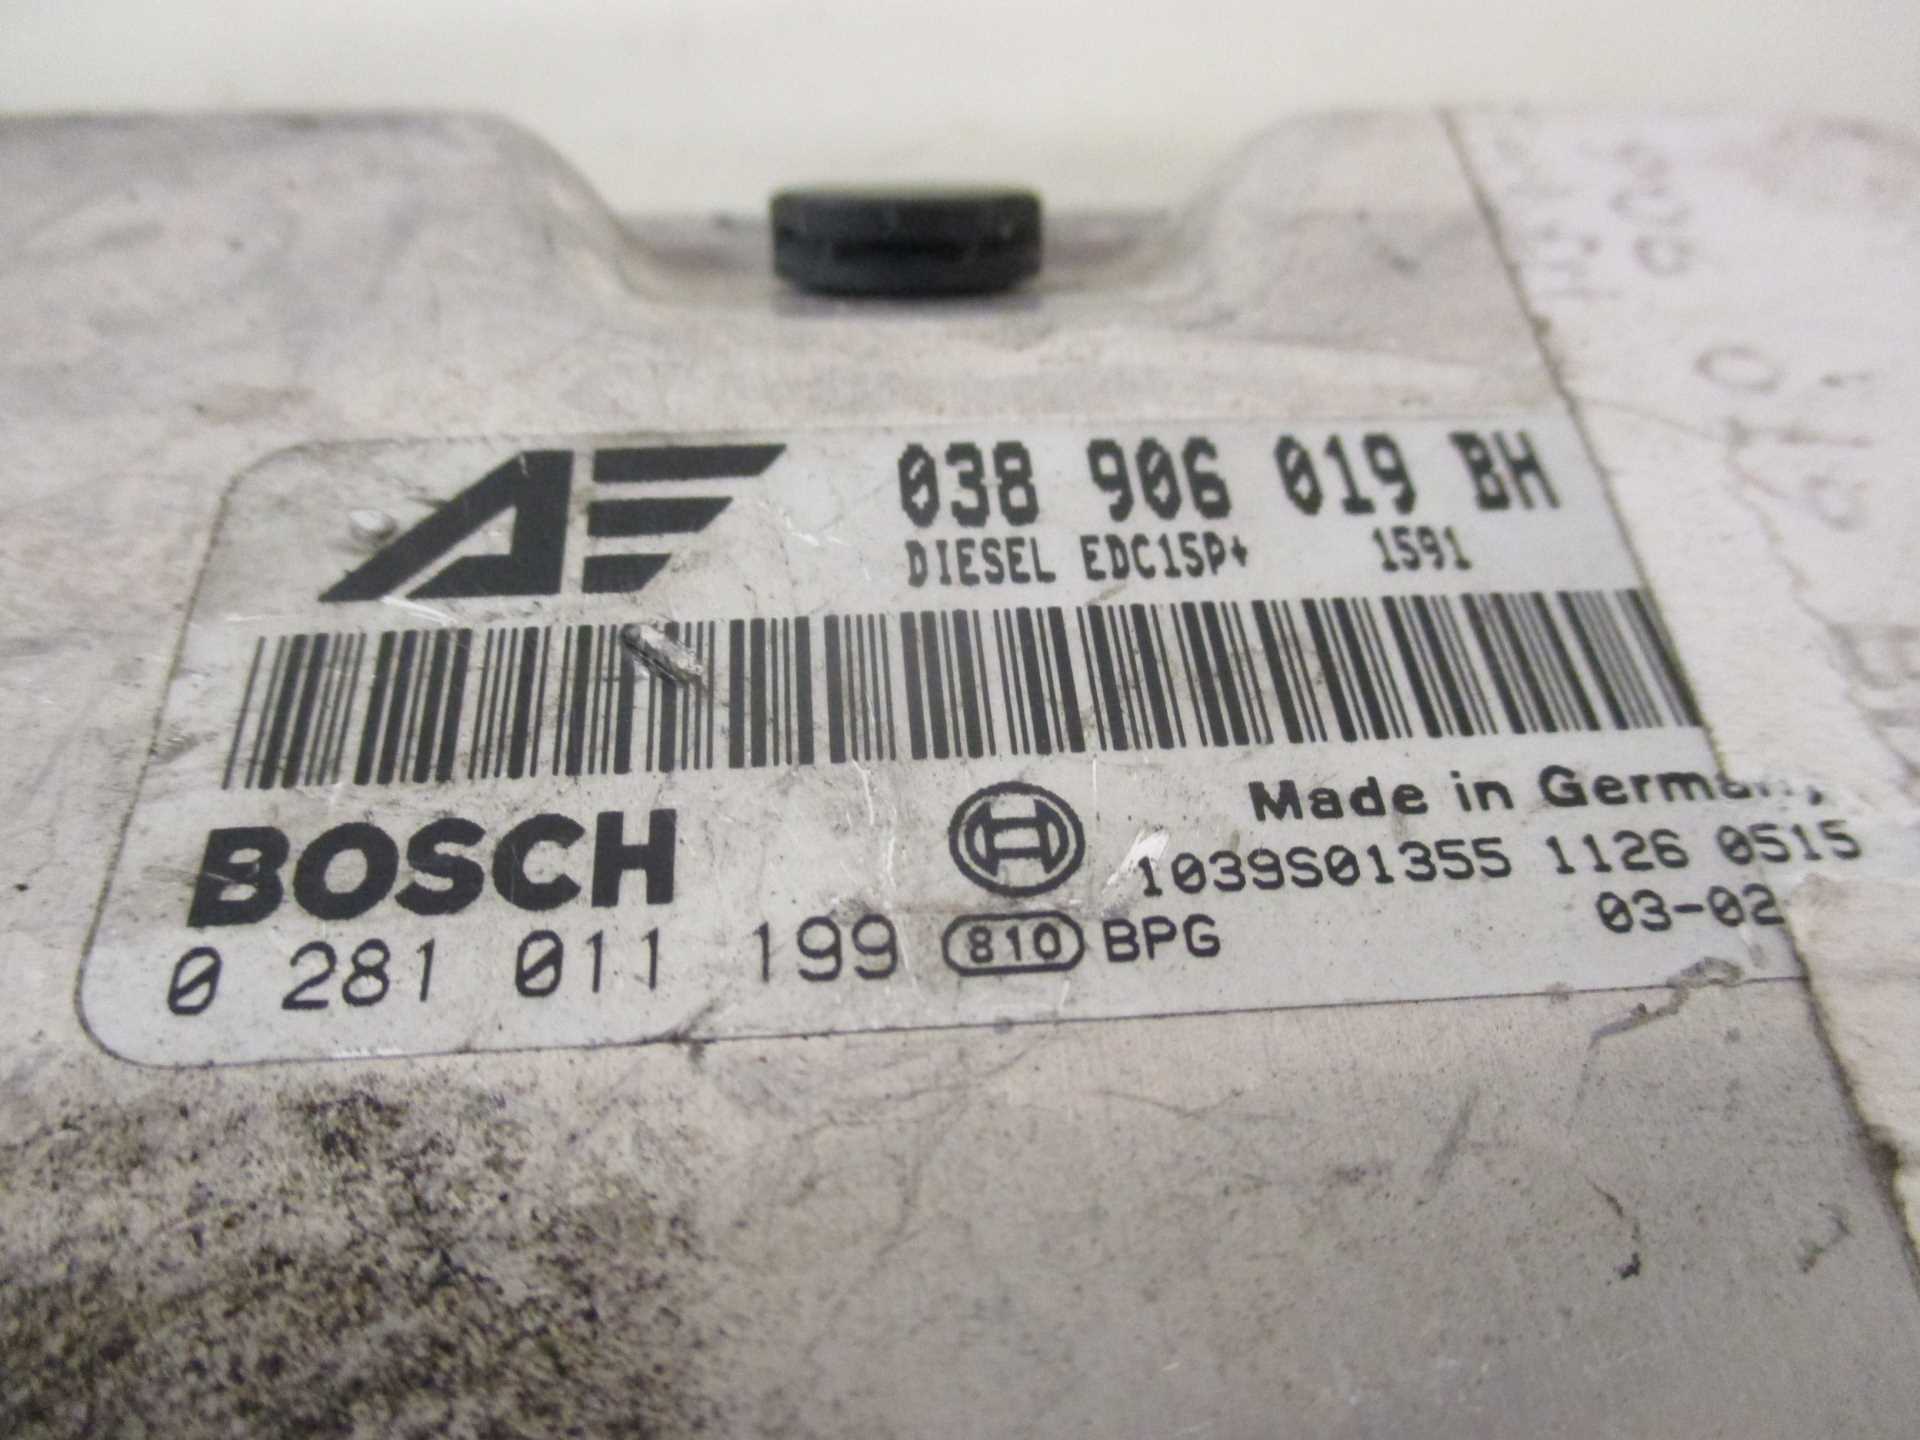 AE 038 906 019 BH
DIESEL EDC15P+ 1591
BOSCH
Made in Germany
1039S01355 1126 0515
03-02
0 281 011 199 810 BPG